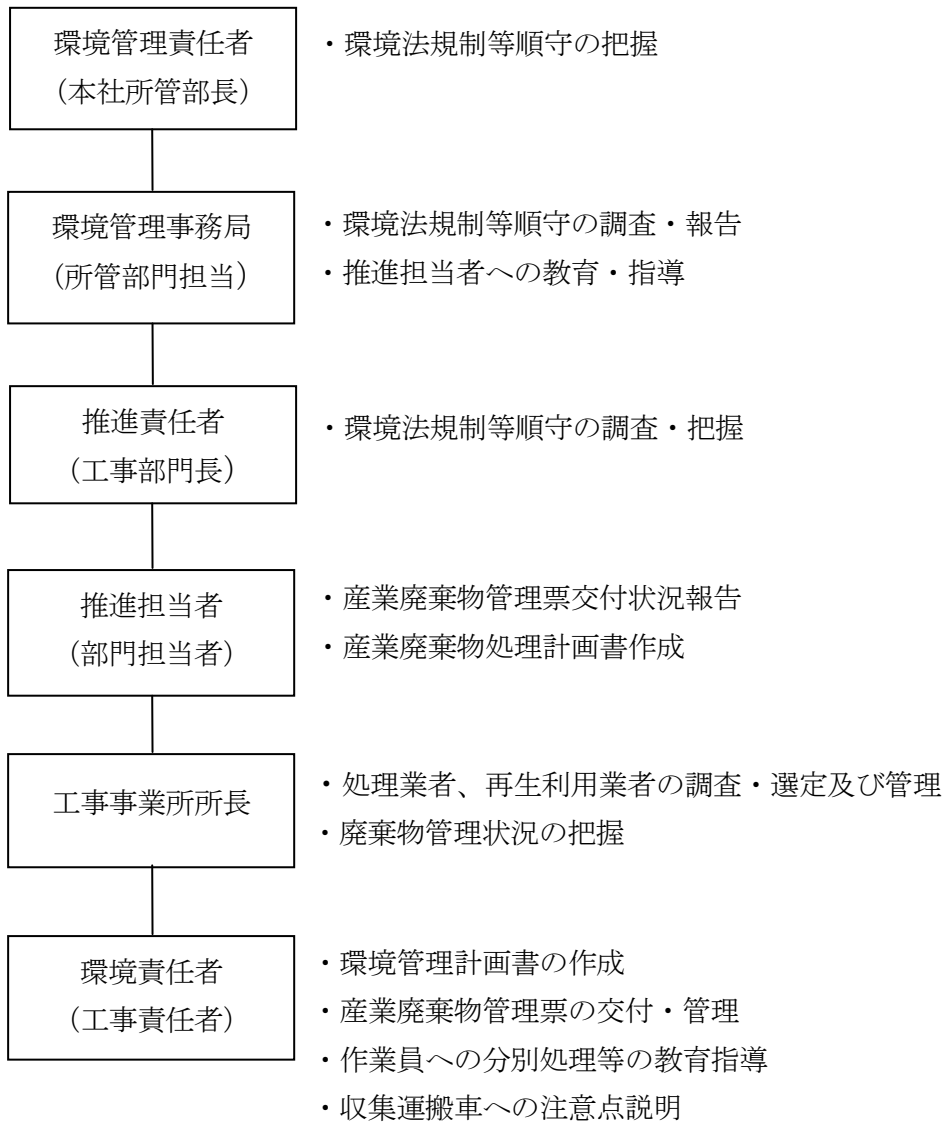 環境管理責任者
(本社所管部長)
・環境法規制等順守の把握
環境管理事務局
(所管部門担当)
・環境法規制等順守の調査・報告
・推進担当者への教育・指導
推進責任者
(工事部門長)
・環境法規制等順守の調査・把握
推進担当者
(部門担当者)
・産業廃棄物管理票交付状況報告
・産業廃棄物処理計画書作成
工事事業所所長
・処理業者、再生利用業者の調査・選定及び管理
・廃棄物管理状況の把握
環境責任者
(工事責任者)
・環境管理計画書の作成
・産業廃棄物管理票の交付・管理
・作業員への分別処理等の教育指導
・収集運搬車への注意点説明